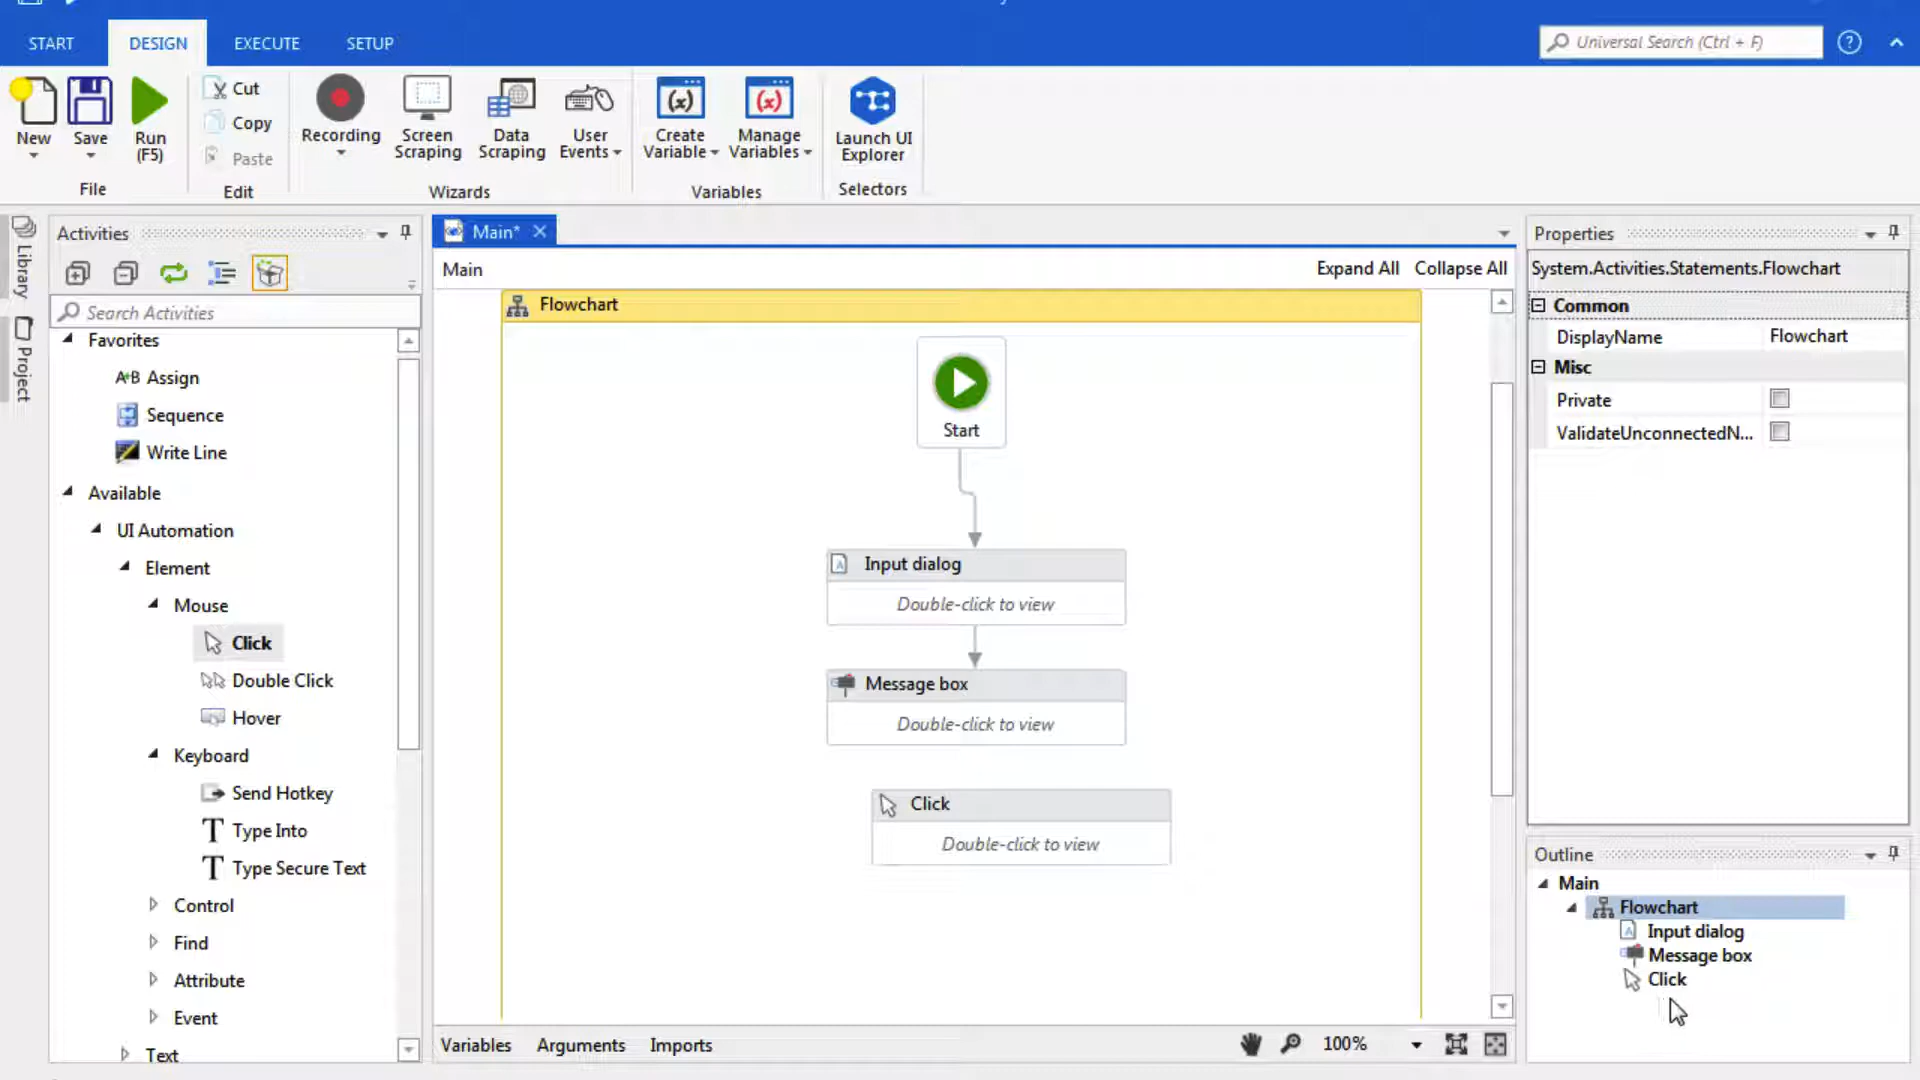 START
DESIGN
EXECUTE
SETUP
Universal Search (Ctrl + F)
?
New
Save
Run
(F5)
File
Cut
Copy
Paste
Edit
Recording
Screen
Scraping
Data
Scraping
User
Events
Wizards
Create
Variable
Manage
Variables
Variables
Launch UI
Explorer
Selectors
Library
Project
Activities
Search Activities
Favorites
A+B Assign
Sequence
Write Line
Available
UI Automation
Element
Mouse
Click
Double Click
Hover
Keyboard
Send Hotkey
Type Into
Type Secure Text
Control
Find
Attribute
Event
Text
Main*
Main
Expand All
Collapse All
Flowchart
Start
Input dialog
Double-click to view
Message box
Double-click to view
Click
Double-click to view
Variables
Arguments
Imports
100%
Properties
System.Activities.Statements.Flowchart
Common
DisplayName
Flowchart
Misc
Private
ValidateUnconnectedN...
Outline
Main
Flowchart
Input dialog
Message box
Click